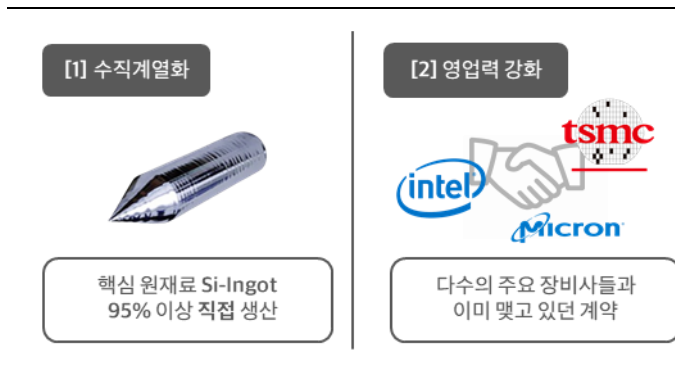 [1] 수직계열화
핵심 원재료 Si-Ingot
95% 이상 직접 생산
[2] 영업력 강화
tsmc
intel
Micron
다수의 주요 장비사들과
이미 맺고 있던 계약